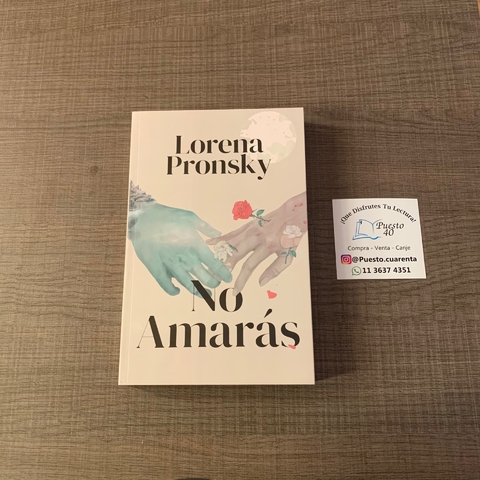 Lorena
Pronsky
No
Amarás
¡Que Disfrutes Tu Lectura!
Puesto
40
Compra - Venta - Canje
@Puesto.cuarenta
11 3637 4351